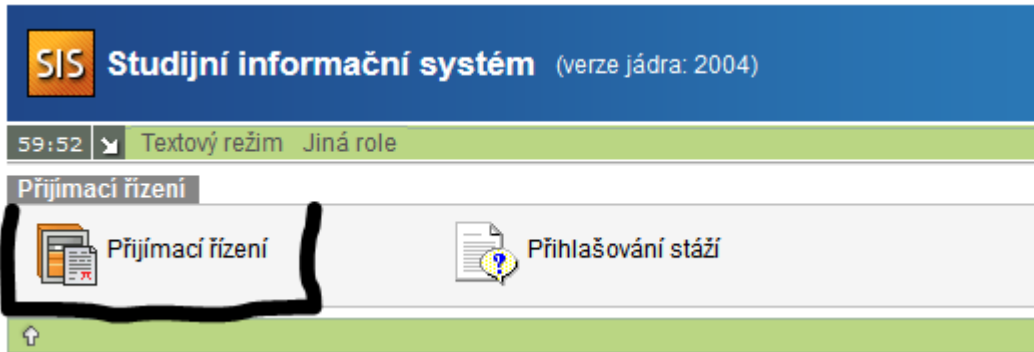 SIS Studijní informační systém (verze jádra: 2004)
59:52 Textový režim Jiná role
Přijímací řízení
Přijímací řízení Přihlašování stáží